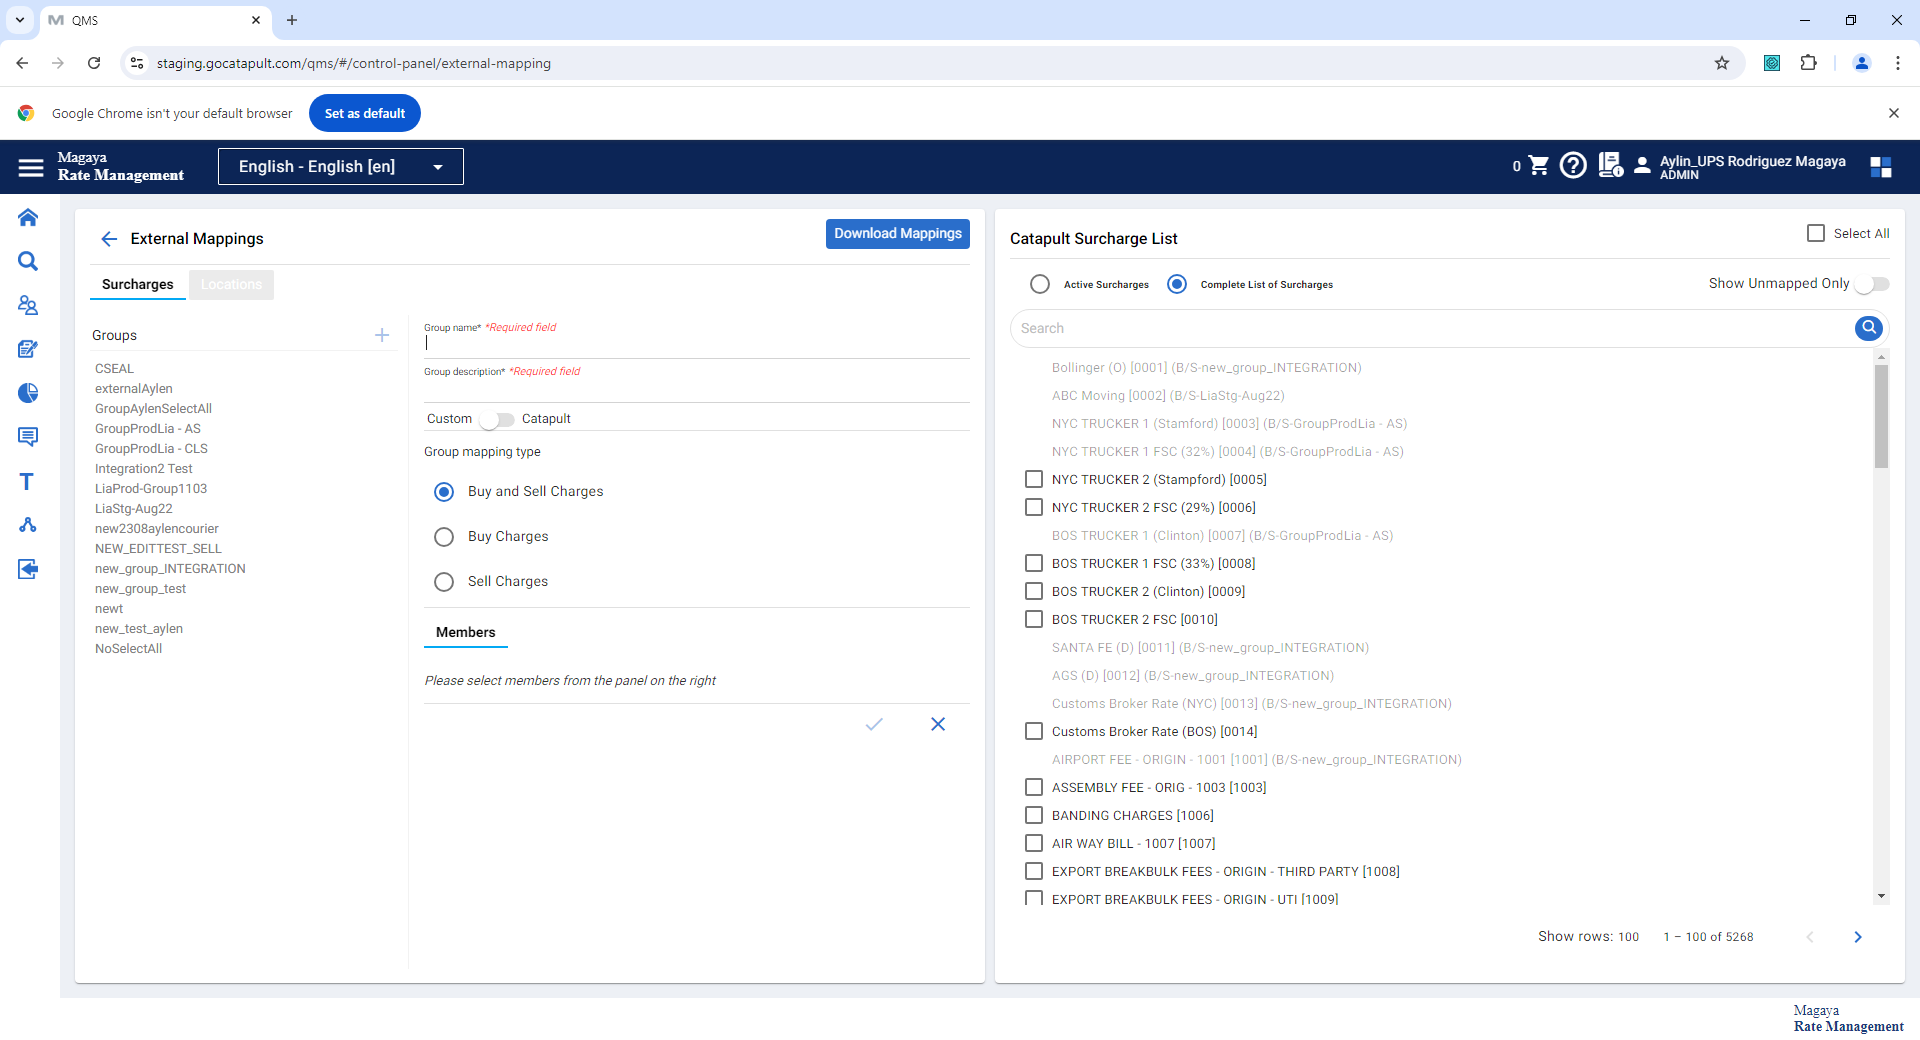 QMS
staging.gocatapult.com/qms/#/control-panel/external-mapping
Google Chrome isn't your default browser
Set as default
Magaya
Rate Management
English - English [en]
0
Aylin_UPS Rodriguez Magaya
ADMIN
External Mappings
Download Mappings
Surcharges
Locations
Groups
CSEAL
externalAylen
GroupAylenSelectAll
GroupProdLia - AS
GroupProdLia - CLS
Integration2 Test
LiaProd-Group1103
LiaStg-Aug22
new2308aylencourier
NEW_EDITTEST_SELL
new_group_INTEGRATION
new_group_test
newt
new_test_aylen
NoSelectAll
Group name* *Required field
Group description* *Required field
Custom Catapult
Group mapping type
Buy and Sell Charges
Buy Charges
Sell Charges
Members
Please select members from the panel on the right
Catapult Surcharge List
Select All
Active Surcharges
Complete List of Surcharges
Show Unmapped Only
Search
Bollinger (O) [0001] (B/S-new_group_INTEGRATION)
ABC Moving [0002] (B/S-LiaStg-Aug22)
NYC TRUCKER 1 (Stamford) [0003] (B/S-GroupProdLia - AS)
NYC TRUCKER 1 FSC (32%) [0004] (B/S-GroupProdLia - AS)
NYC TRUCKER 2 (Stampford) [0005]
NYC TRUCKER 2 FSC (29%) [0006]
BOS TRUCKER 1 (Clinton) [0007] (B/S-GroupProdLia - AS)
BOS TRUCKER 1 FSC (33%) [0008]
BOS TRUCKER 2 (Clinton) [0009]
BOS TRUCKER 2 FSC [0010]
SANTA FE (D) [0011] (B/S-new_group_INTEGRATION)
AGS (D) [0012] (B/S-new_group_INTEGRATION)
Customs Broker Rate (NYC) [0013] (B/S-new_group_INTEGRATION)
Customs Broker Rate (BOS) [0014]
AIRPORT FEE - ORIGIN - 1001 [1001] (B/S-new_group_INTEGRATION)
ASSEMBLY FEE - ORIG - 1003 [1003]
BANDING CHARGES [1006]
AIR WAY BILL - 1007 [1007]
EXPORT BREAKBULK FEES - ORIGIN - THIRD PARTY [1008]
EXPORT BREAKBULK FEES - ORIGIN - UTI [1009]
Show rows: 100
1 – 100 of 5268
Magaya
Rate Management